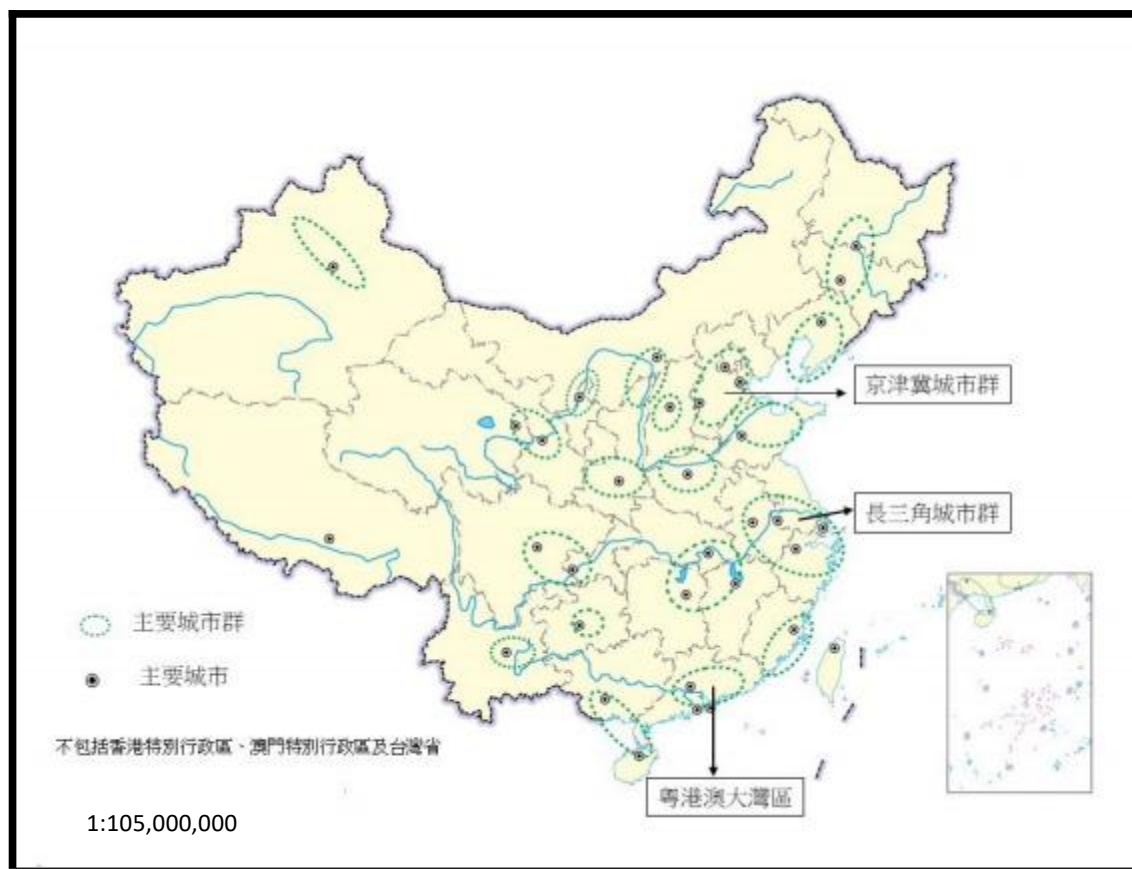 京津冀城市群
長三角城市群
主要城市群
主要城市
不包括香港特別行政區、澳門特別行政區及台灣省
粵港澳大灣區
1:105,000,000